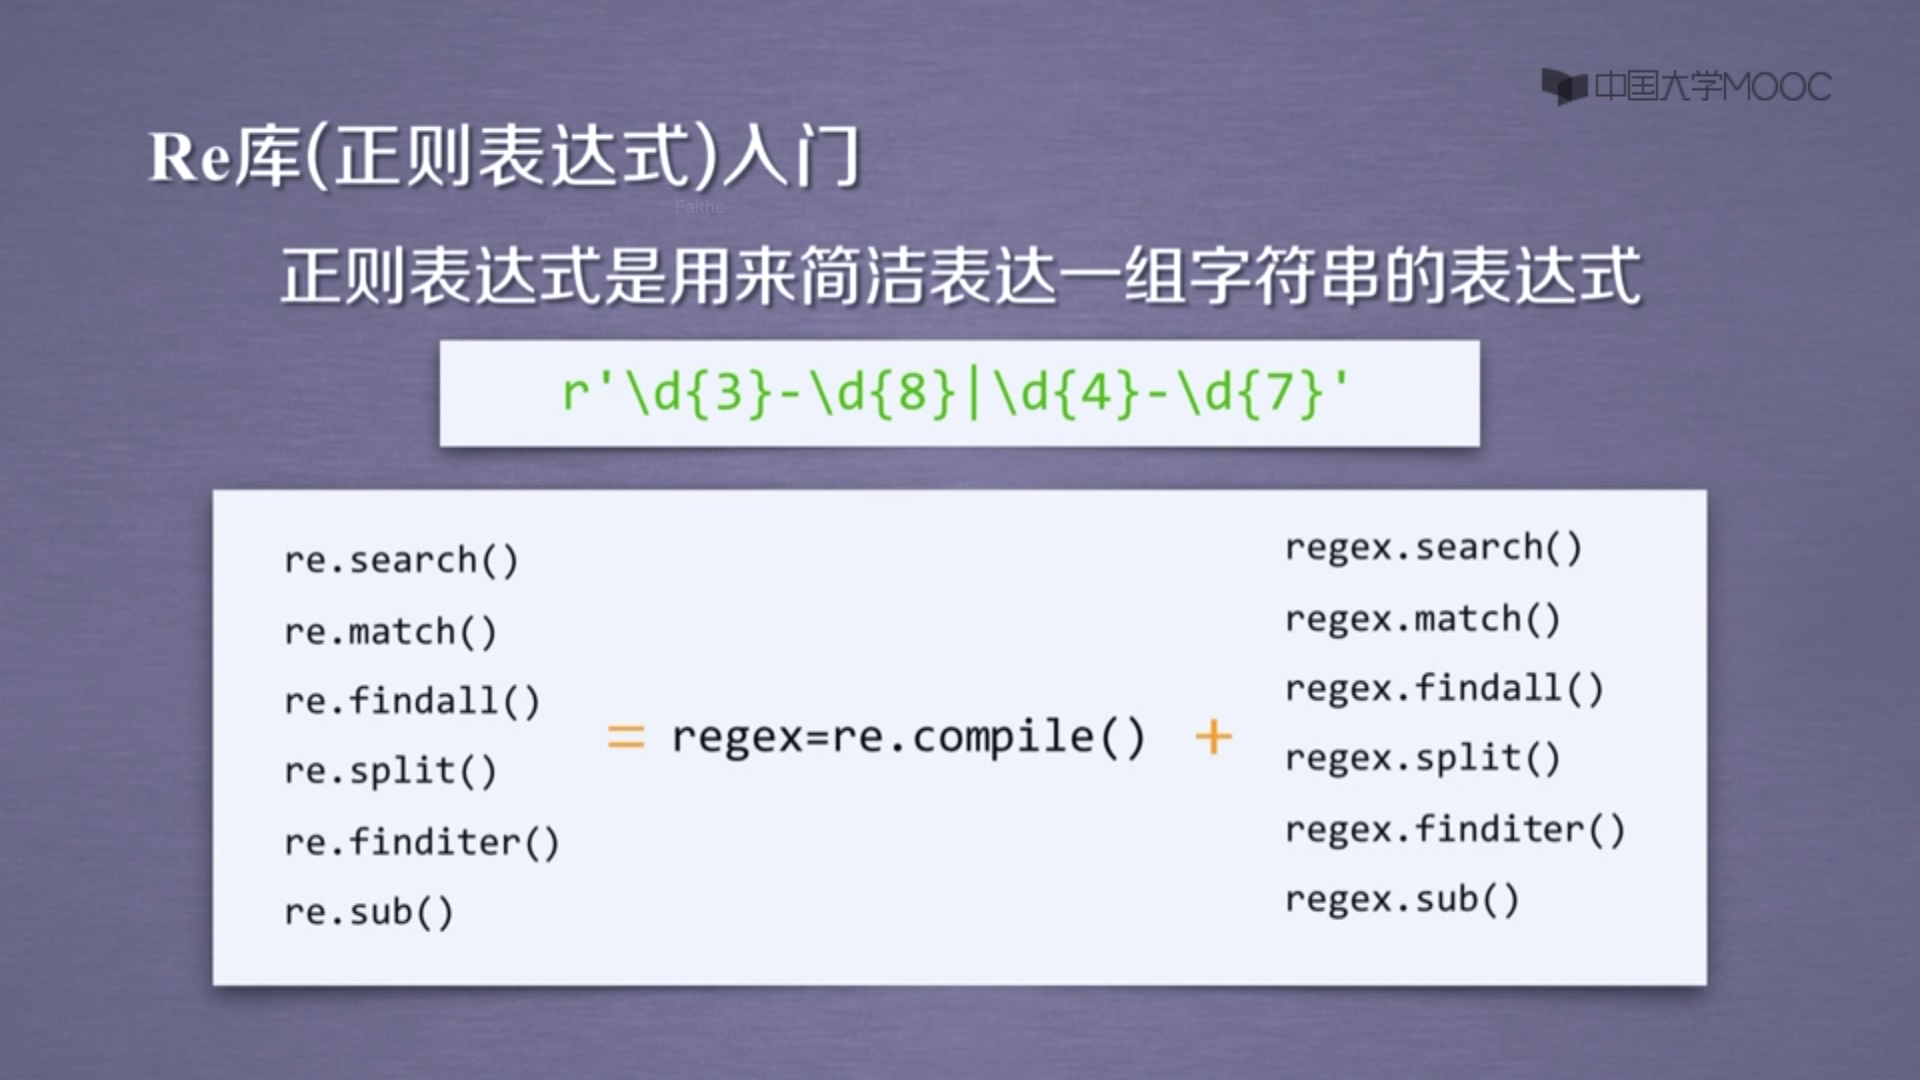 中国大学MOOC
Re库(正则表达式)入门
Faithe-
正则表达式是用来简洁表达一组字符串的表达式
r'\d{3}-\d{8}|\d{4}-\d{7}'
re.search()
re.match()
re.findall()
re.split()
re.finditer()
re.sub()
= regex=re.compile() +
regex.search()
regex.match()
regex.findall()
regex.split()
regex.finditer()
regex.sub()